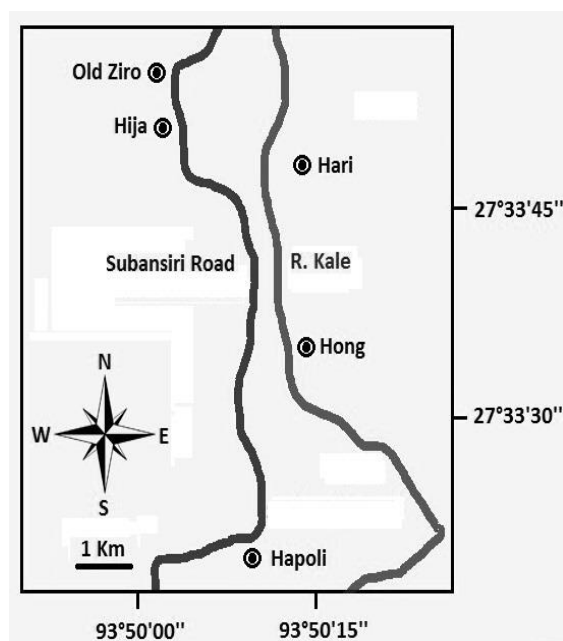 Old Ziro
Hija
Hari
27°33'45"
Subansiri Road
R. Kale
Hong
N
W
E
S
27°33'30"
1 Km
Hapoli
93°50'00"
93°50'15"